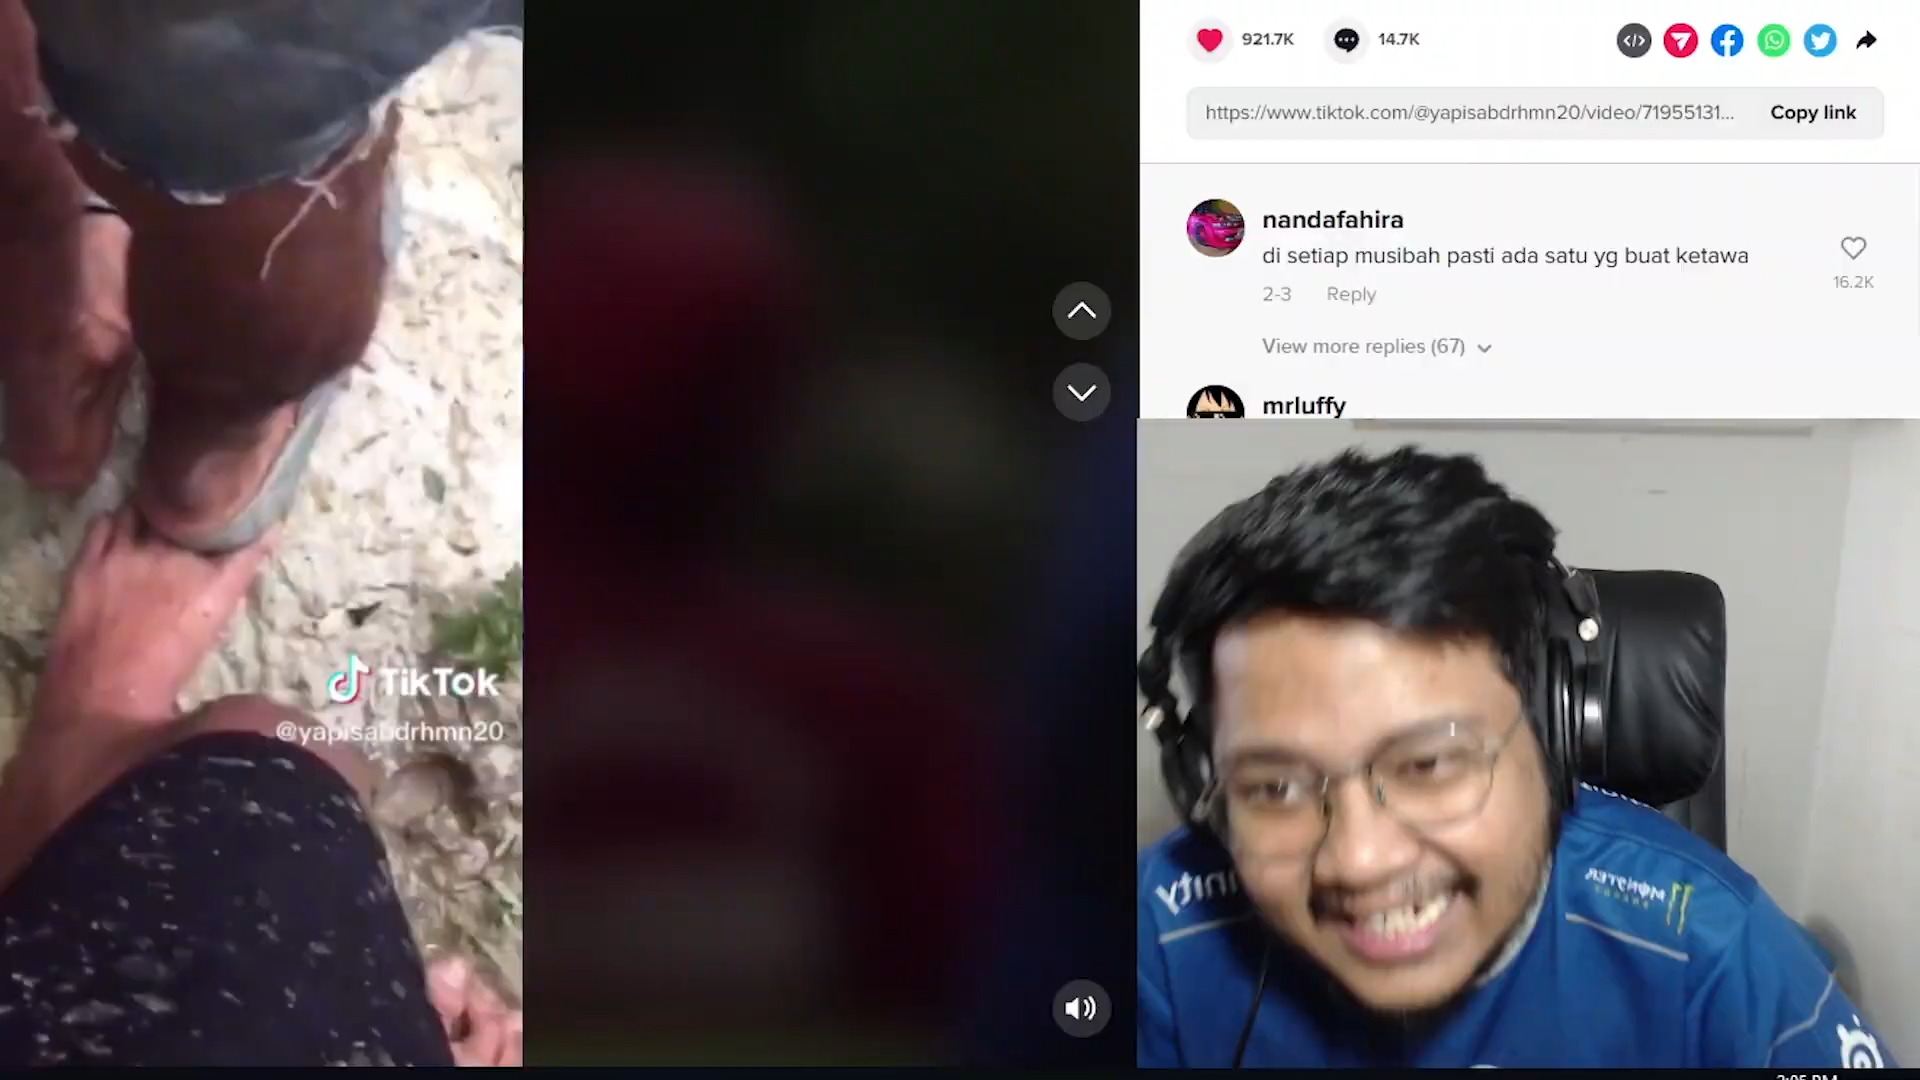 921.7K
14.7K
https://www.tiktok.com/@yapisabdrhmn20/video/71955131...
Copy link
nandafahira
di setiap musibah pasti ada satu yg buat ketawa
2-3 Reply
16.2K
View more replies (67)
mrluffy
TikTok
@yapisabdrhmn20
MONSTER